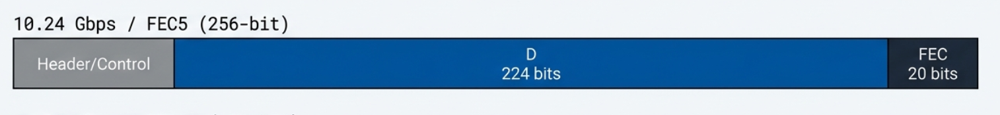 10.24 Gbps / FEC5 (256-bit)
Header/Control
D
224 bits
FEC
20 bits